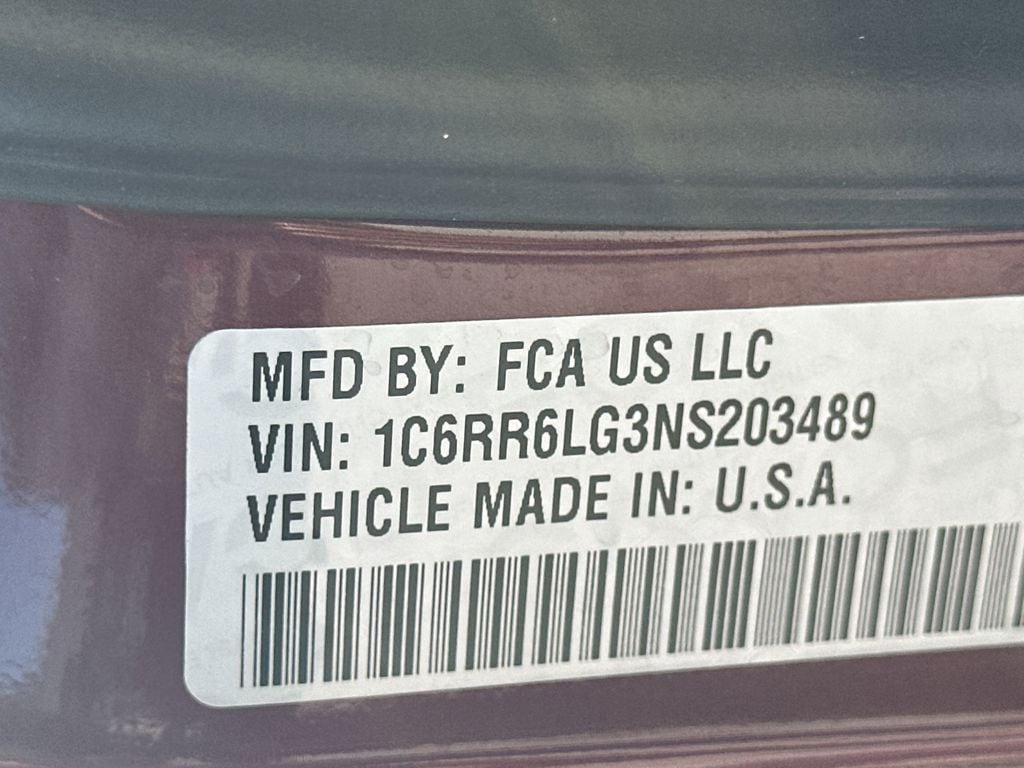 MFD BY: FCA US LLC
VIN: 1C6RR6LG3NS203489
VEHICLE MADE IN: U.S.A.